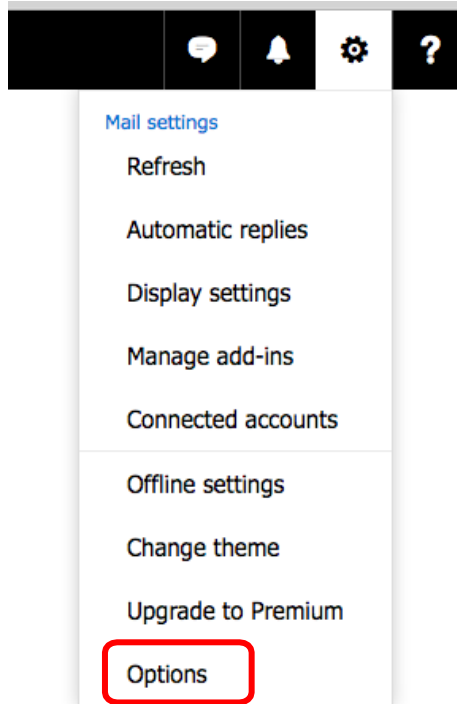 ?
Mail settings
Refresh
Automatic replies
Display settings
Manage add-ins
Connected accounts
Offline settings
Change theme
Upgrade to Premium
Options